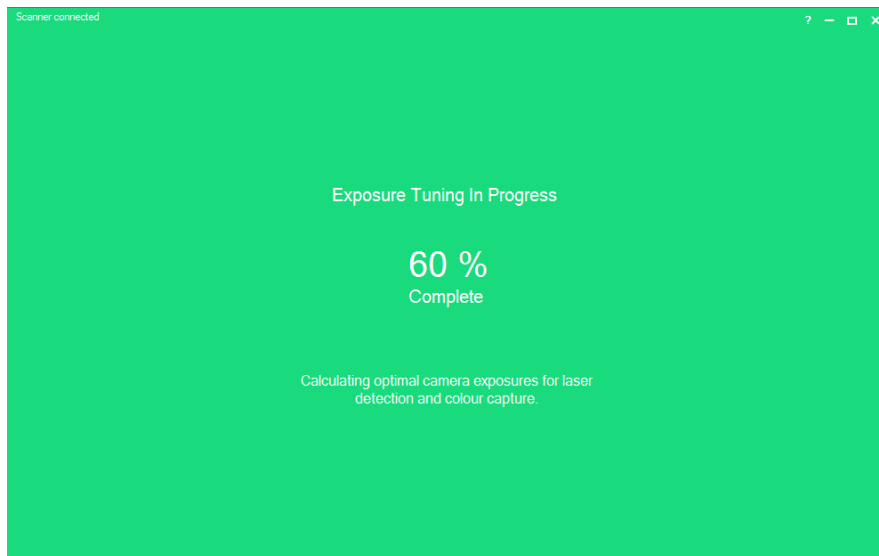 Scanner connected
?
Exposure Tuning In Progress
60 %
Complete
Calculating optimal camera exposures for laser
detection and colour capture.